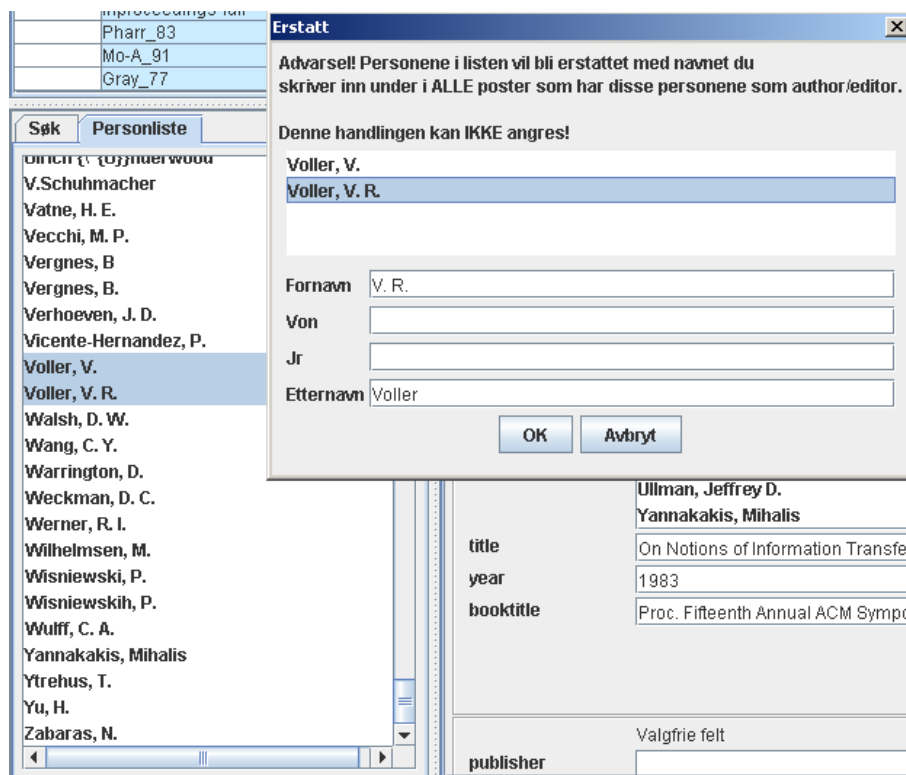 Inproceedings-full
Pharr_83
Mo-A_91
Gray_77
Søk
Personliste
Ulrich {\"{U}}nderwood
V.Schuhmacher
Vatne, H. E.
Vecchi, M. P.
Vergnes, B
Vergnes, B.
Verhoeven, J. D.
Vicente-Hernandez, P.
Voller, V.
Voller, V. R.
Walsh, D. W.
Wang, C. Y.
Warrington, D.
Weckman, D. C.
Werner, R. I.
Wilhelmsen, M.
Wisniewski, P.
Wisniewskih, P.
Wulff, C. A.
Yannakakis, Mihalis
Ytrehus, T.
Yu, H.
Zabaras, N.
Erstatt
Advarsel! Personene i listen vil bli erstattet med navnet du
skriver inn under i ALLE poster som har disse personene som author/editor.
Denne handlingen kan IKKE angres!
Voller, V.
Voller, V. R.
Fornavn V. R.
Von
Jr
Etternavn Voller
OK
Avbryt
Ullman, Jeffrey D.
Yannakakis, Mihalis
title On Notions of Information Transfe
year 1983
booktitle Proc. Fifteenth Annual ACM Sympo
Valgfrie felt
publisher